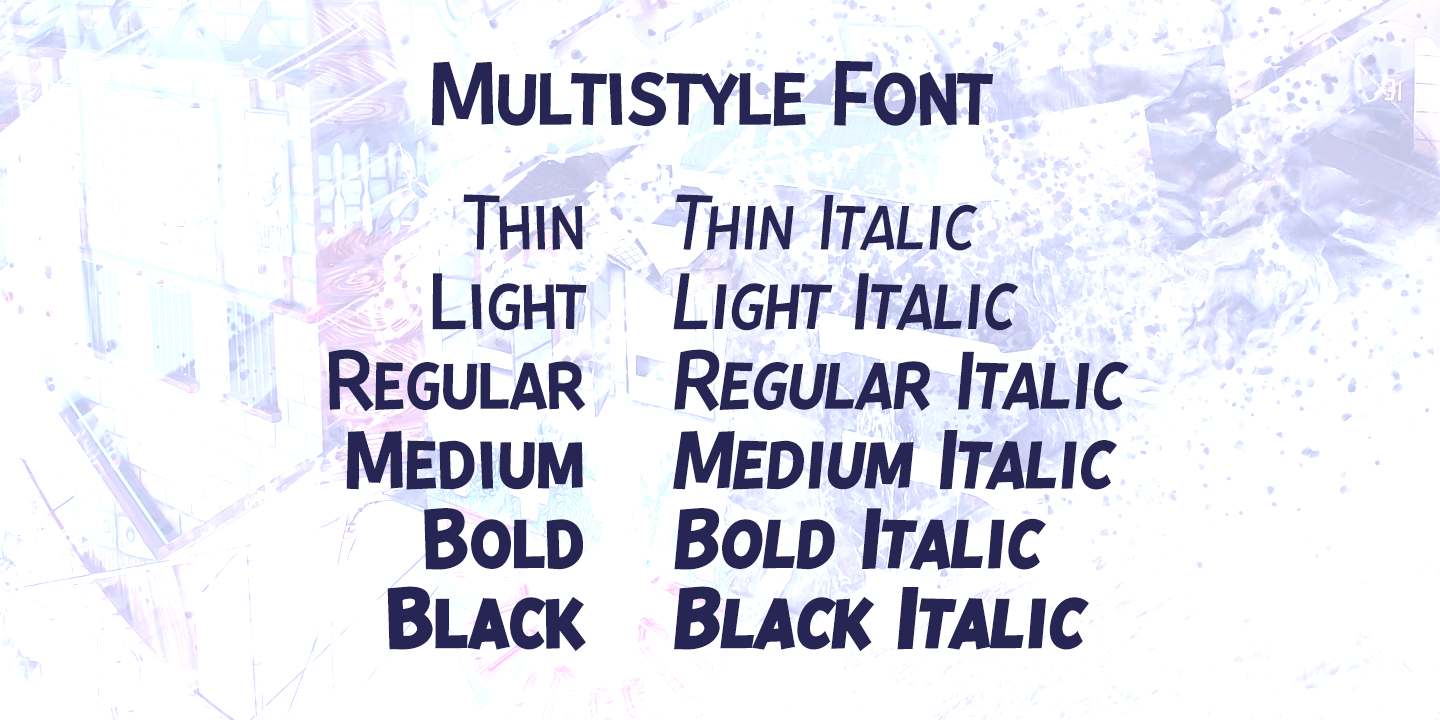 Multistyle Font
Thin Thin Italic
Light Light Italic
Regular Regular Italic
Medium Medium Italic
Bold Bold Italic
Black Black Italic